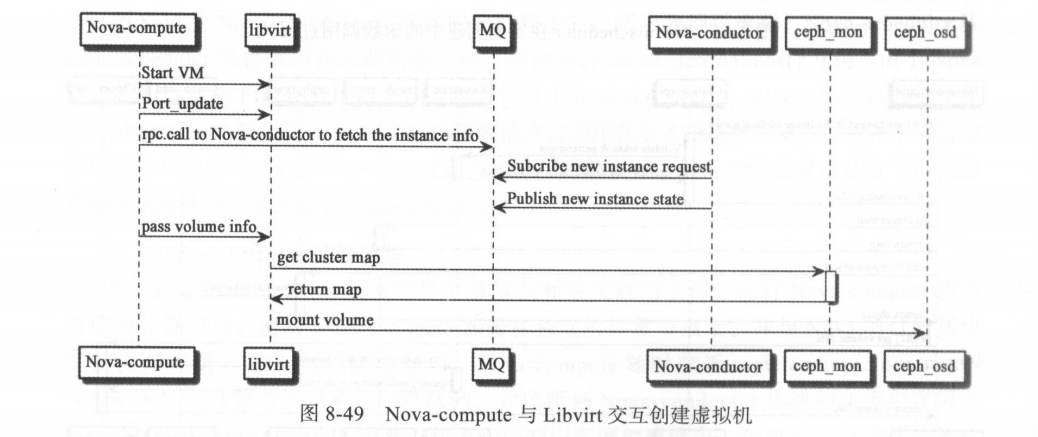 Nova-compute libvirt MQ Nova-conductor ceph_mon ceph_osd
Start VM
Port update
rpc.call to Nova-conductor to fetch the instance info
Subcribe new instance request
Publish new instance state
pass volume info
get cluster map
return map
mount volume
Nova-compute libvirt MQ Nova-conductor ceph_mon ceph_osd
图 8-49 Nova-compute 与 Libvirt 交互创建虚拟机